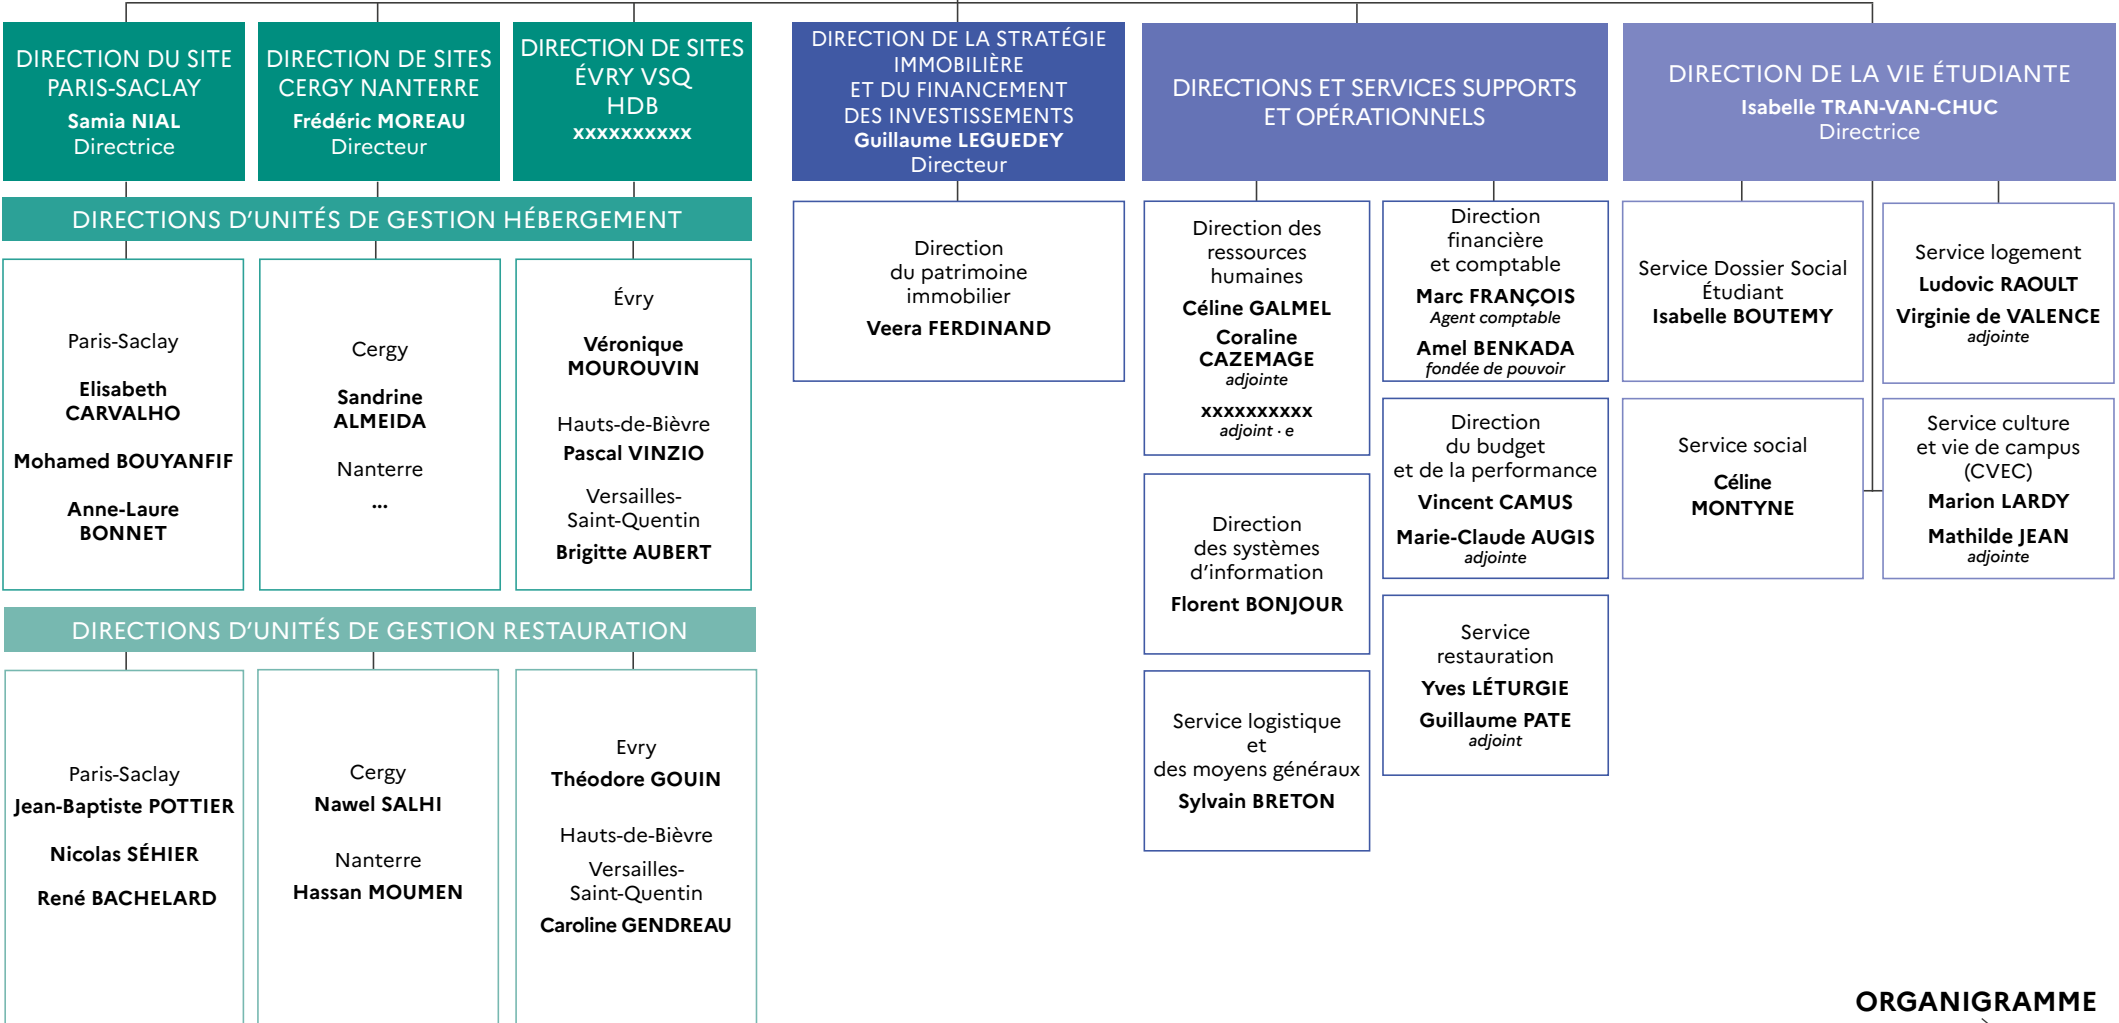 DIRECTION DU SITE
PARIS-SACLAY
Samia NIAL
Directrice
DIRECTION DE SITES
CERGY NANTERRE
Frédéric MOREAU
Directeur
DIRECTION DE SITES
ÉVRY VSQ
HDB
xxxxxxxxxx
DIRECTION DE LA STRATÉGIE
IMMOBILIÈRE
ET DU FINANCEMENT
DES INVESTISSEMENTS
Guillaume LEGUEDEY
Directeur
DIRECTIONS ET SERVICES SUPPORTS
ET OPÉRATIONNELS
DIRECTION DE LA VIE ÉTUDIANTE
Isabelle TRAN-VAN-CHUC
Directrice
DIRECTIONS D'UNITÉS DE GESTION HÉBERGEMENT
Paris-Saclay
Elisabeth
CARVALHO
Mohamed BOUYANFIF
Anne-Laure
BONNET
Cergy
Sandrine
ALMEIDA
Nanterre
...
Évry
Véronique
MOUROUVIN
Hauts-de-Bièvre
Pascal VINZIO
Versailles-
Saint-Quentin
Brigitte AUBERT
DIRECTIONS D'UNITÉS DE GESTION RESTAURATION
Paris-Saclay
Jean-Baptiste POTTIER
Nicolas SÉHIER
René BACHELARD
Cergy
Nawel SALHI
Nanterre
Hassan MOUMEN
Evry
Théodore GOUIN
Hauts-de-Bièvre
Versailles-
Saint-Quentin
Caroline GENDREAU
Direction
du patrimoine
immobilier
Veera FERDINAND
Direction des
ressources
humaines
Céline GALMEL
Coraline
CAZEMAGE
adjointe
xxxxxxxxxx
adjoint · e
Direction
des systèmes
d'information
Florent BONJOUR
Service logistique
et
des moyens généraux
Sylvain BRETON
Direction
financière
et comptable
Marc FRANÇOIS
Agent comptable
Amel BENKADA
fondée de pouvoir
Direction
du budget
et de la performance
Vincent CAMUS
Marie-Claude AUGIS
adjointe
Service
restauration
Yves LÉTURGIE
Guillaume PATE
adjoint
Service Dossier Social
Étudiant
Isabelle BOUTEMY
Service social
Céline
MONTYNE
Service logement
Ludovic RAOULT
Virginie de VALENCE
adjointe
Service culture
et vie de campus
(CVEC)
Marion LARDY
Mathilde JEAN
adjointe
ORGANIGRAMME